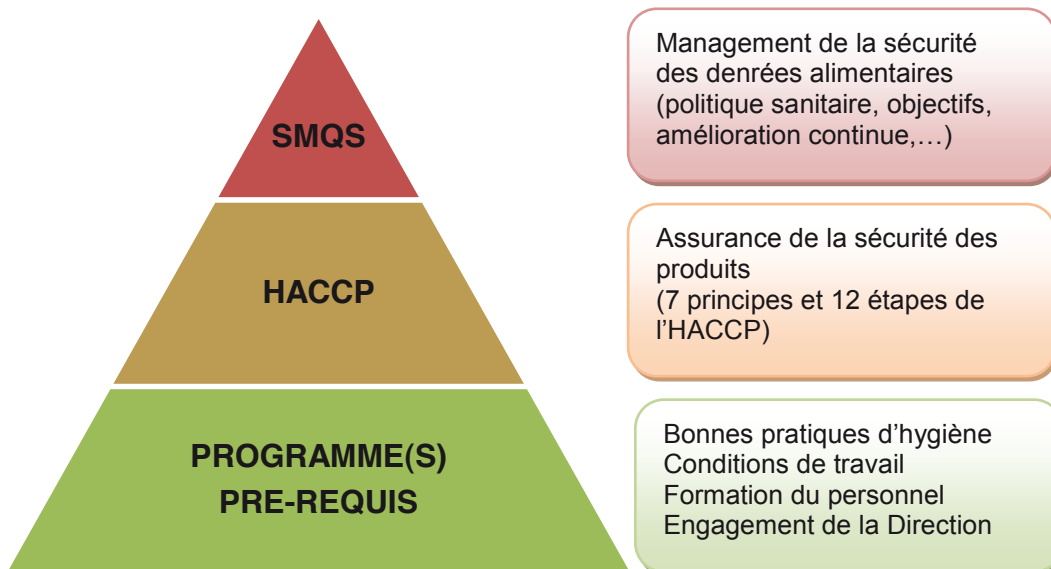 SMQS
Management de la sécurité
des denrées alimentaires
(politique sanitaire, objectifs,
amélioration continue,…)
HACCP
Assurance de la sécurité des
produits
(7 principes et 12 étapes de
l’HACCP)
PROGRAMME(S)
PRE-REQUIS
Bonnes pratiques d’hygiène
Conditions de travail
Formation du personnel
Engagement de la Direction